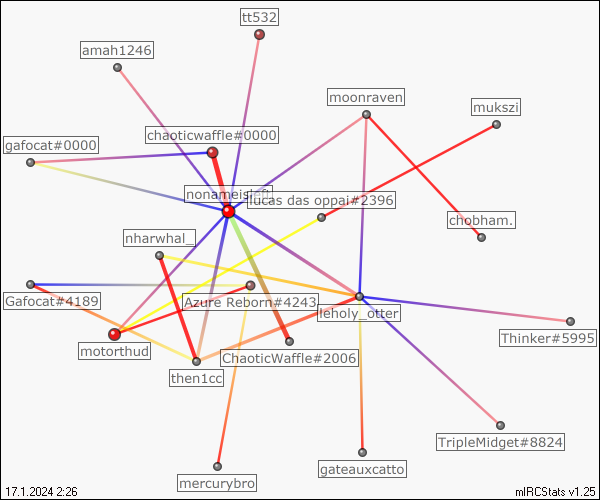 tt532
amah1246
moonraven
mukszi
chaoticwaffle#0000
gafocat#0000
lucas das oppai#2396
chobham.
nharwhal_
Gafocat#4189
Azure Reborn#4243
leholy_otter
Thinker#5995
motorthud
ChaoticWaffle#2006
then1cc
TripleMidget#8824
gateauxcatto
mercurybro
17.1.2024 2:26
mIRCStats v1.25